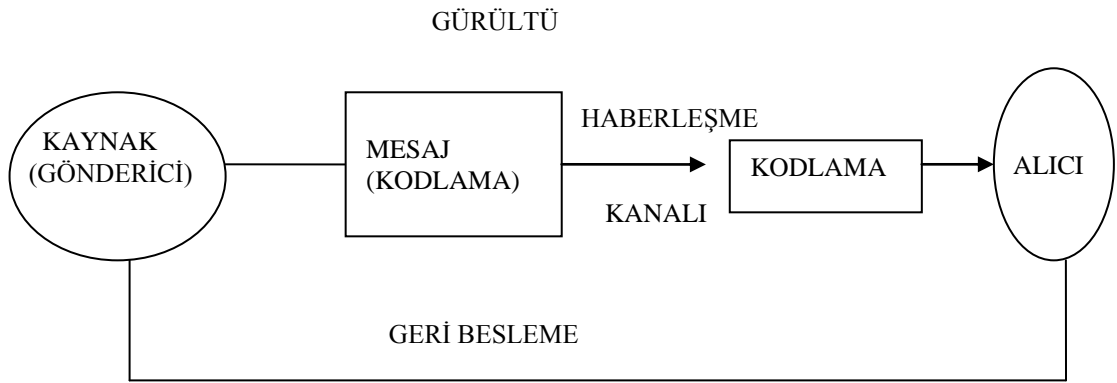 GÜRÜLTÜ
KAYNAK
(GÖNDERİCİ)
MESAJ
(KODLAMA)
HABERLEŞME
KANALI
KODLAMA
ALICI
GERİ BESLEME